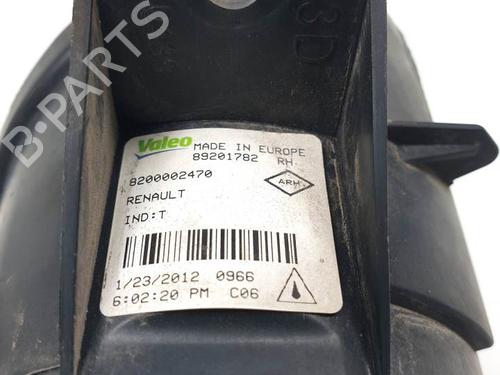 B-PARTS
3D
Valeo
MADE IN EUROPE
89201782 RH.
8200002470
ARH
RENAULT
IND:T
1/23/2012 0966
6:02:20 PM C06